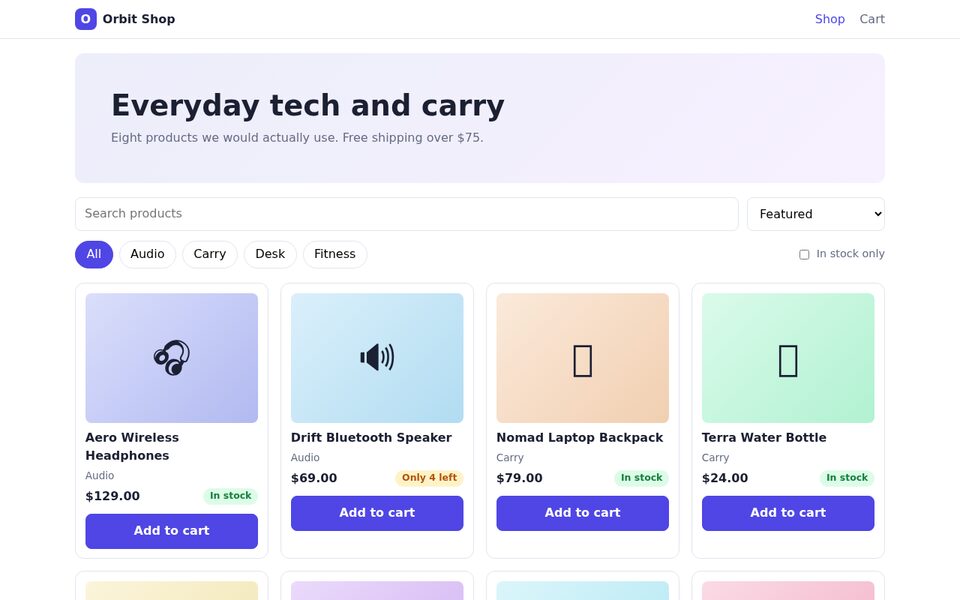 O Orbit Shop
Shop Cart
Everyday tech and carry
Eight products we would actually use. Free shipping over $75.
Search products
Featured
All Audio Carry Desk Fitness
In stock only
Aero Wireless
Headphones
Audio
$129.00 In stock
Add to cart
Drift Bluetooth Speaker
Audio
$69.00 Only 4 left
Add to cart
Nomad Laptop Backpack
Carry
$79.00 In stock
Add to cart
Terra Water Bottle
Carry
$24.00 In stock
Add to cart